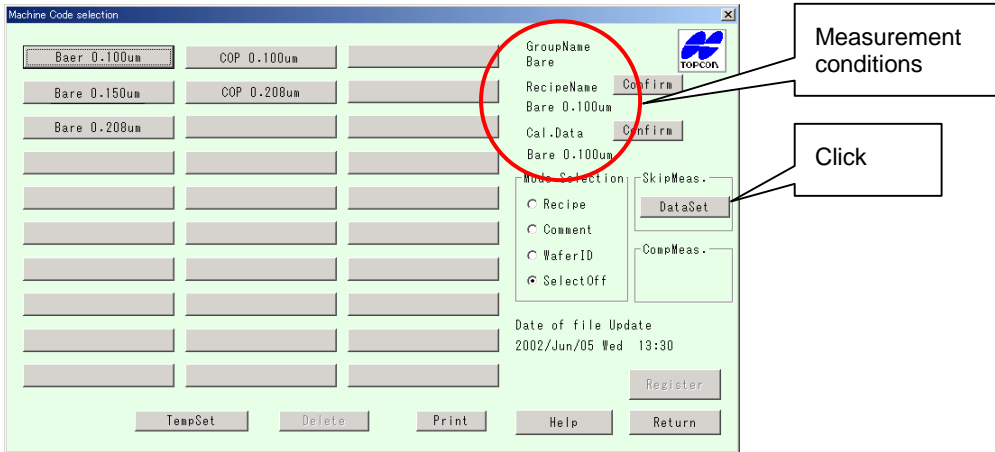 Machine Code selection
Baer 0.100um
COP 0.100um
Bare 0.150um
COP 0.208um
Bare 0.208um
GroupName
Bare
TOPCON
RecipeName
Confirm
Bare 0.100um
Cal.Data
Confirm
Bare 0.100um
Mode Selection
Recipe
Comment
WaferID
SelectOff
SkipMeas.
DataSet
CompMeas.
Date of file Update
2002/Jun/05 Wed 13:30
Register
TempSet
Delete
Print
Help
Return
Measurement
conditions
Click